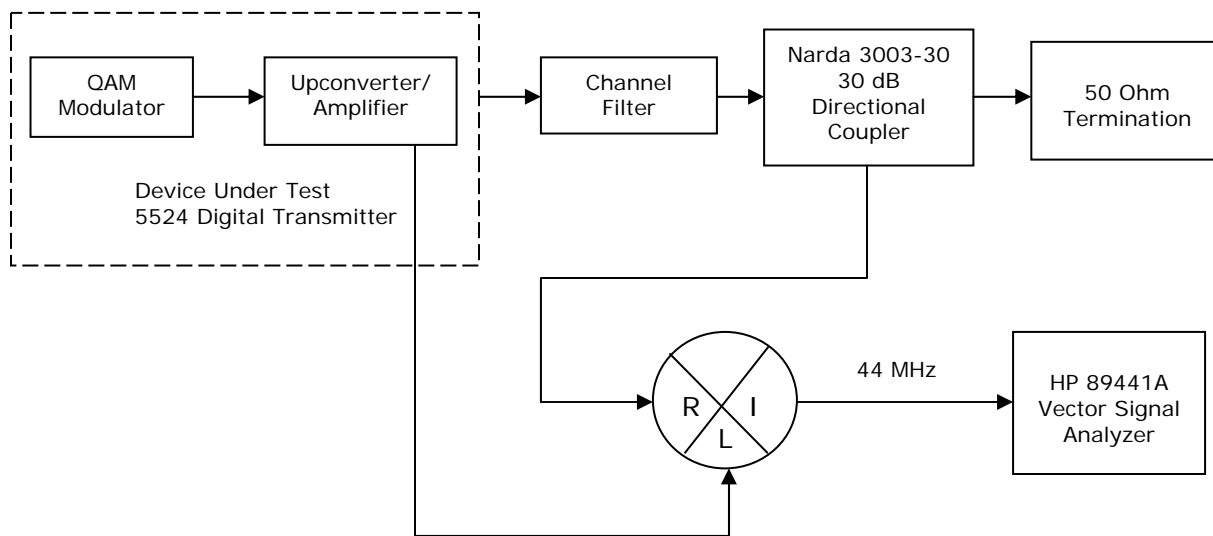 QAM
Modulator
Upconverter/
Amplifier
Device Under Test
5524 Digital Transmitter
Channel
Filter
Narda 3003-30
30 dB
Directional
Coupler
50 Ohm
Termination
R
I
L
44 MHz
HP 89441A
Vector Signal
Analyzer